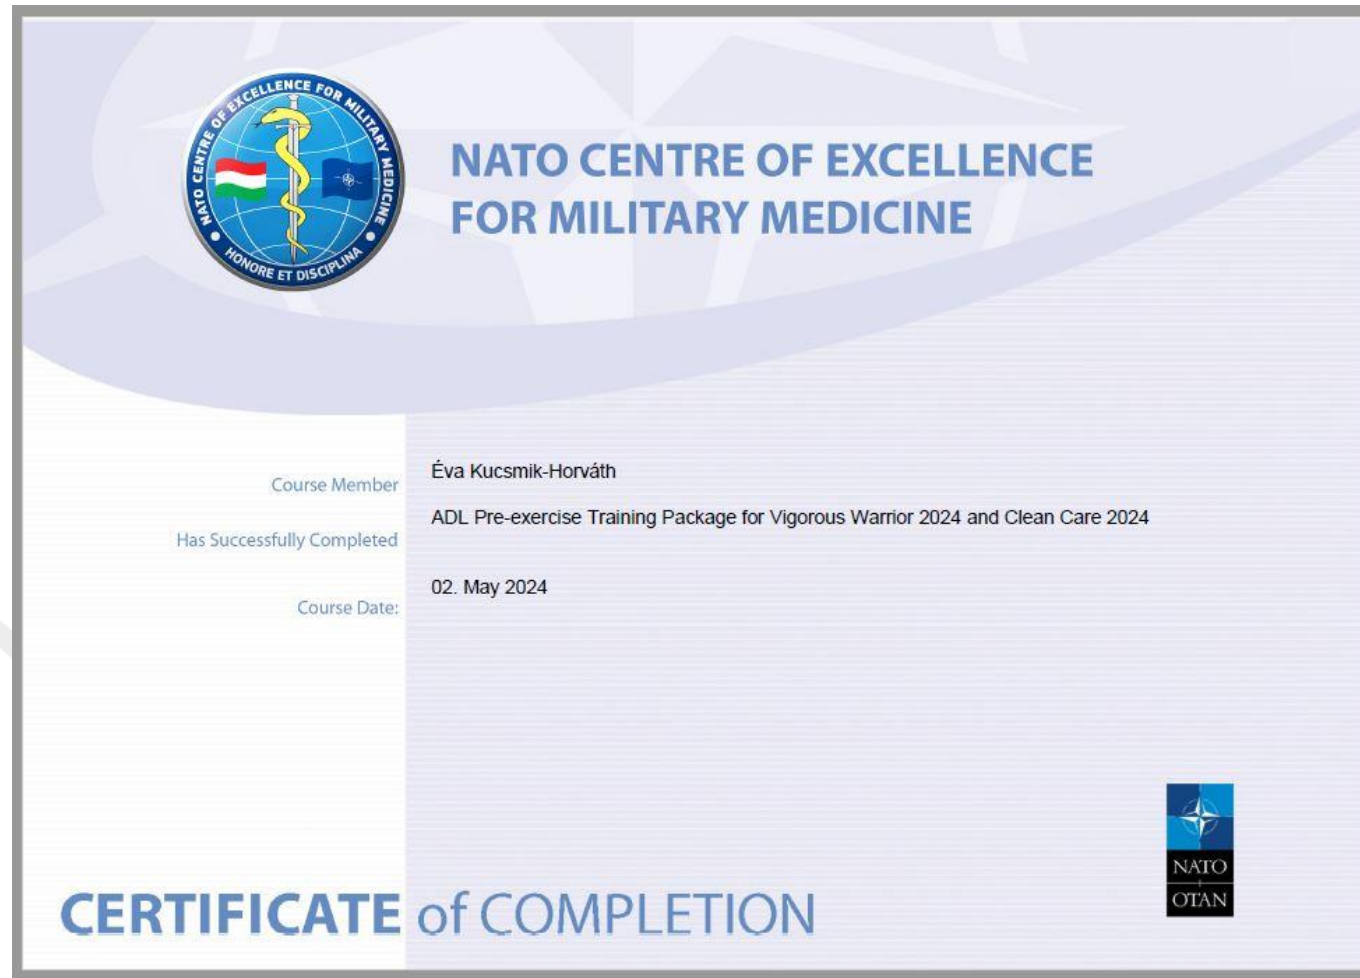 NATO CENTRE OF EXCELLENCE FOR MILITARY MEDICINE
HONORE ET DISCIPLINA
NATO CENTRE OF EXCELLENCE
FOR MILITARY MEDICINE
Course Member
Éva Kucsmik-Horváth
Has Successfully Completed
ADL Pre-exercise Training Package for Vigorous Warrior 2024 and Clean Care 2024
Course Date:
02. May 2024
NATO
OTAN
CERTIFICATE of COMPLETION